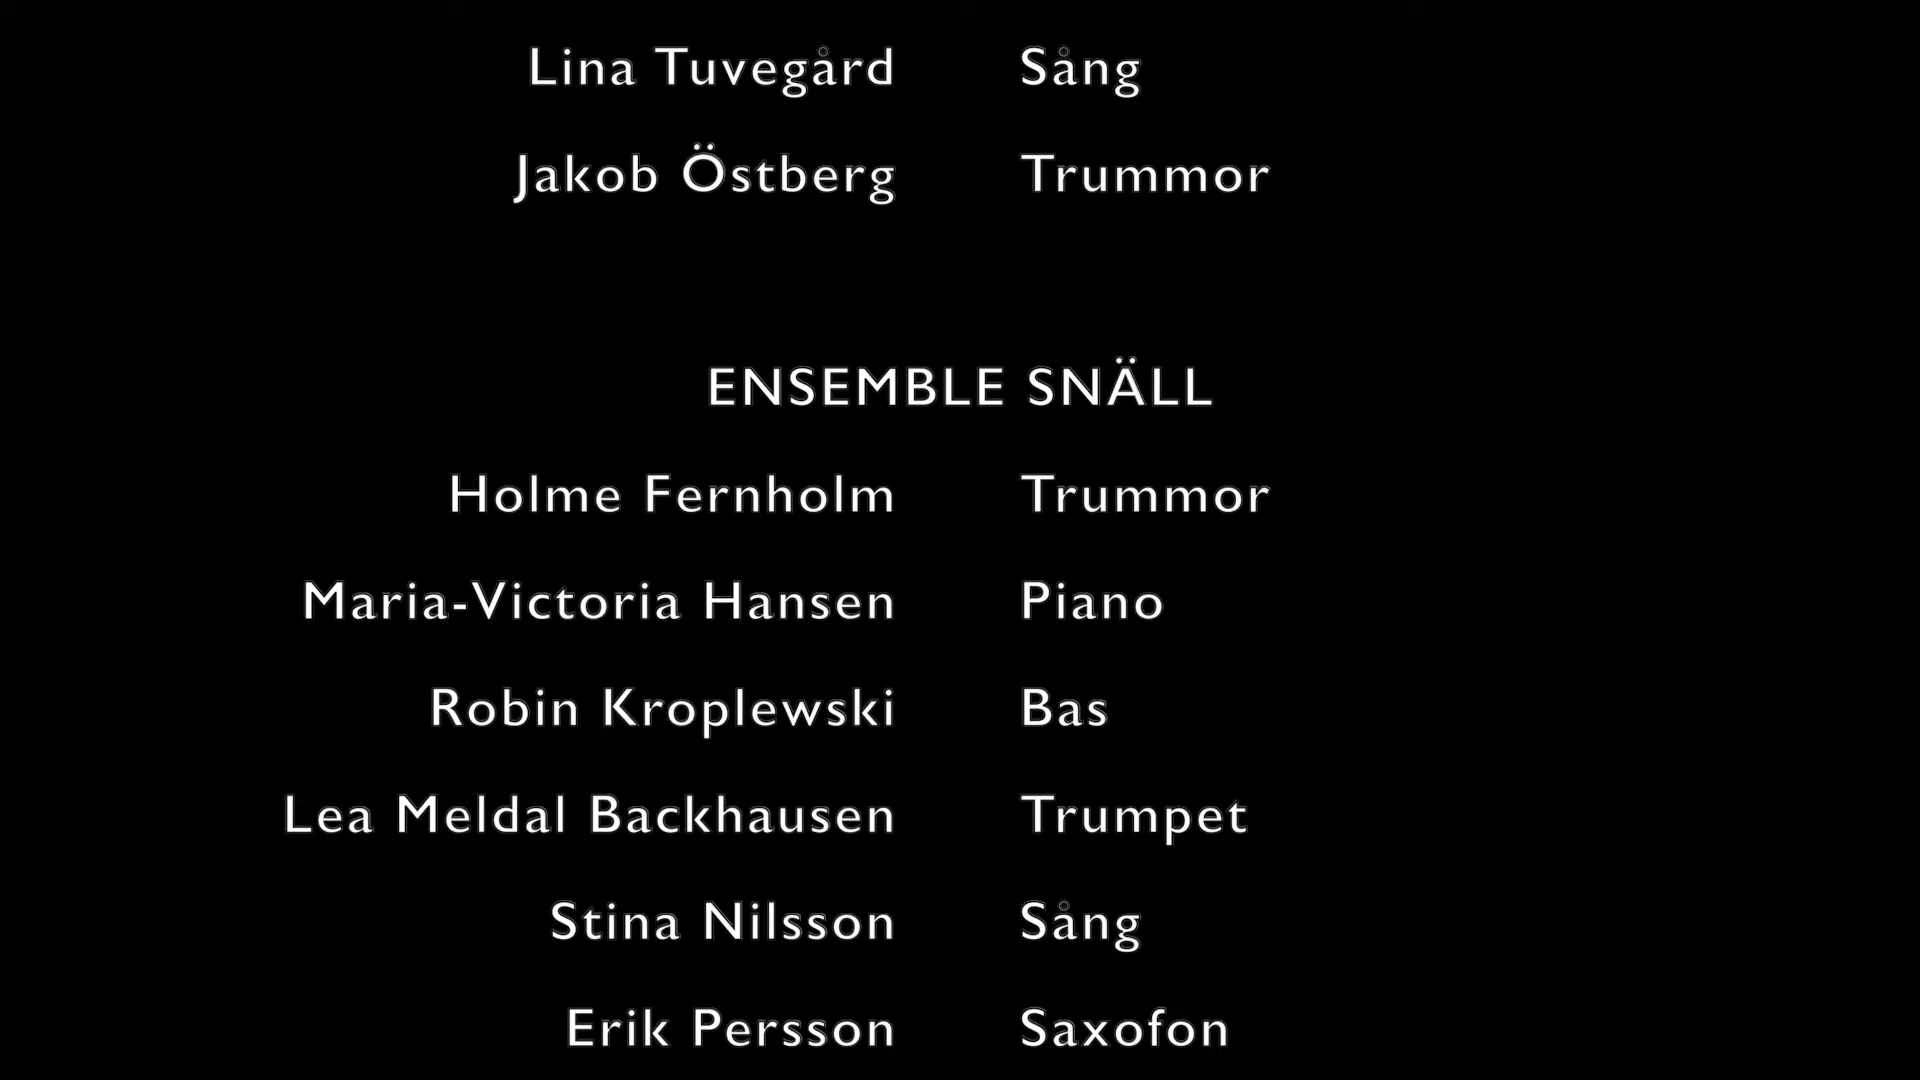 Lina Tuvegård Sång
Jakob Östberg Trummor
ENSEMBLE SNÄLL
Holme Fernholm Trummor
Maria-Victoria Hansen Piano
Robin Kroplewski Bas
Lea Meldal Backhausen Trumpet
Stina Nilsson Sång
Erik Persson Saxofon